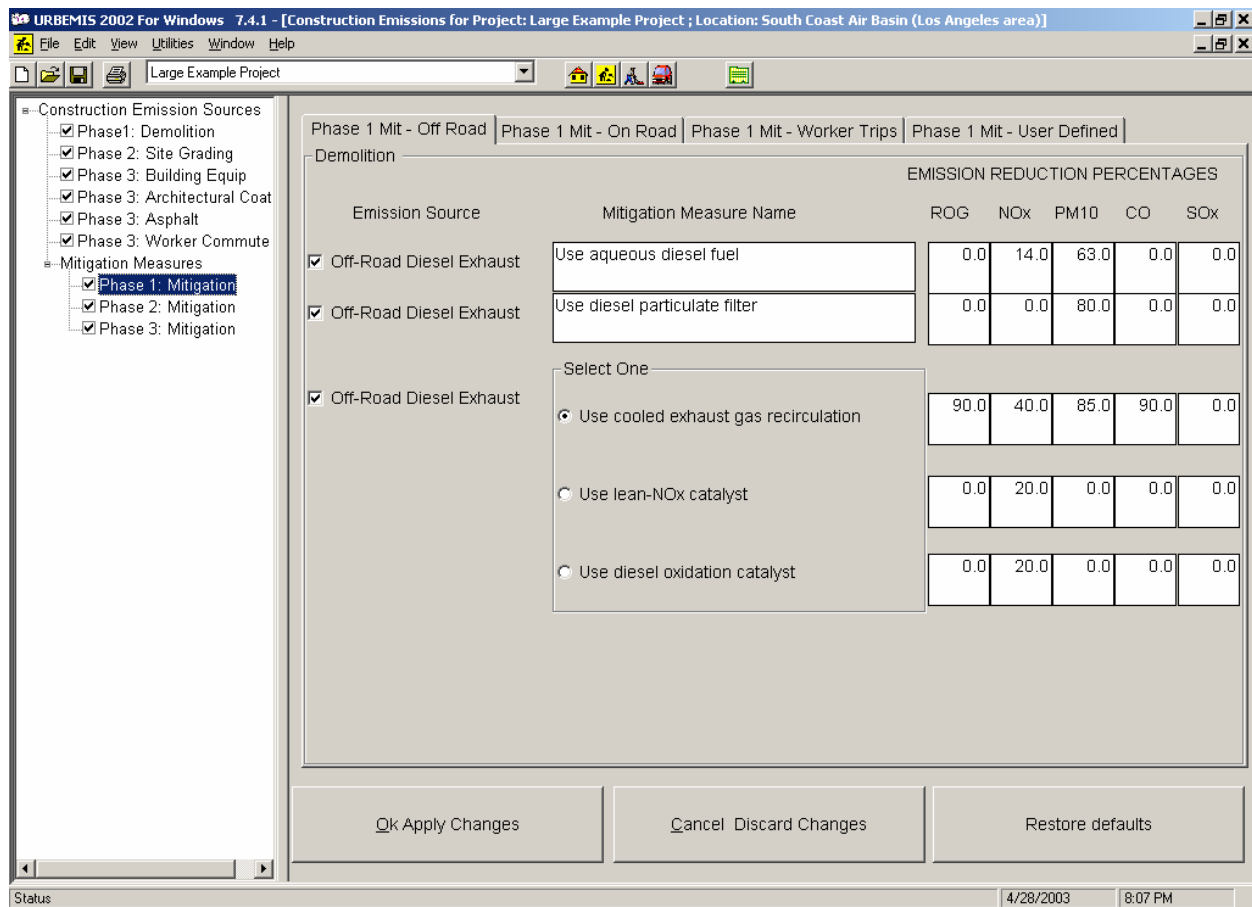 URBEMIS 2002 For Windows 7.4.1 - [Construction Emissions for Project: Large Example Project ; Location: South Coast Air Basin (Los Angeles area)]
File Edit View Utilities Window Help
Large Example Project
Construction Emission Sources
Phase1: Demolition
Phase 2: Site Grading
Phase 3: Building Equip
Phase 3: Architectural Coat
Phase 3: Asphalt
Phase 3: Worker Commute
Mitigation Measures
Phase 1: Mitigation
Phase 2: Mitigation
Phase 3: Mitigation
Phase 1 Mit - Off Road Phase 1 Mit - On Road Phase 1 Mit - Worker Trips Phase 1 Mit - User Defined
Demolition
EMISSION REDUCTION PERCENTAGES
Emission Source Mitigation Measure Name ROG NOx PM10 CO SOx
Off-Road Diesel Exhaust Use aqueous diesel fuel 0.0 14.0 63.0 0.0 0.0
Off-Road Diesel Exhaust Use diesel particulate filter 0.0 0.0 80.0 0.0 0.0
Select One
Off-Road Diesel Exhaust
Use cooled exhaust gas recirculation 90.0 40.0 85.0 90.0 0.0
Use lean-NOx catalyst 0.0 20.0 0.0 0.0 0.0
Use diesel oxidation catalyst 0.0 20.0 0.0 0.0 0.0
Ok Apply Changes Cancel Discard Changes Restore defaults
Status 4/28/2003 8:07 PM